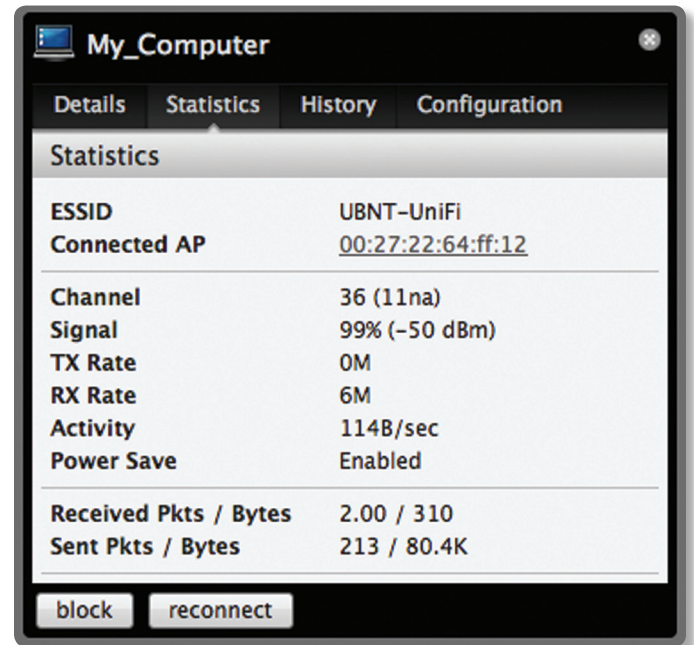 My_Computer
Details Statistics History Configuration
Statistics
ESSID UBNT-UniFi
Connected AP 00:27:22:64:ff:12
Channel 36 (11na)
Signal 99% (-50 dBm)
TX Rate 0M
RX Rate 6M
Activity 114B/sec
Power Save Enabled
Received Pkts / Bytes 2.00 / 310
Sent Pkts / Bytes 213 / 80.4K
block reconnect